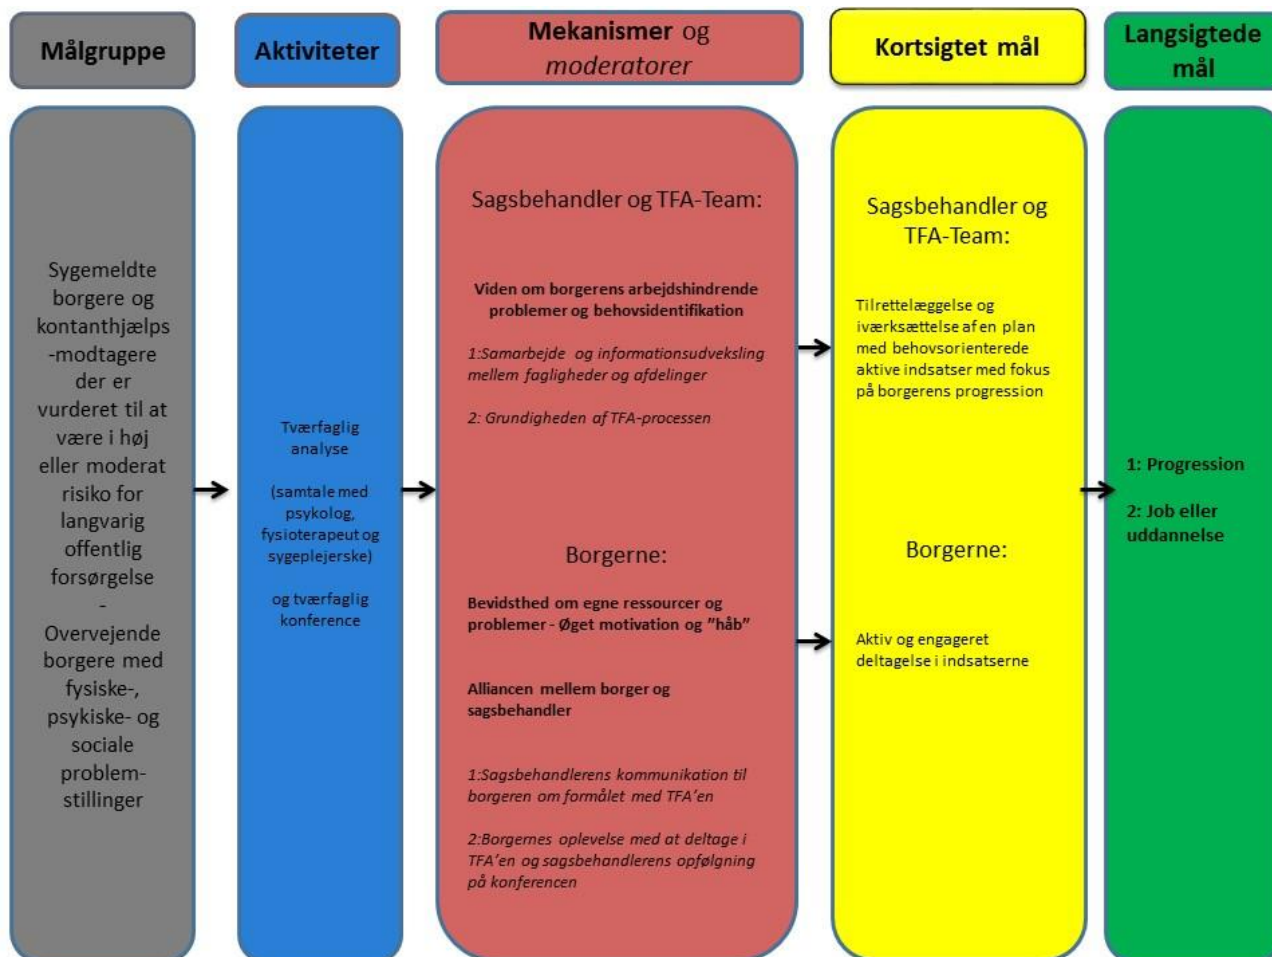 Målgruppe
Aktiviteter
Mekanismer og
moderatorer
Kortsigtet mål
Langsigtede
mål
Sygemeldte
borgere og
kontanthjælps
-modtagere
der er
vurderet til at
være i høj
eller moderat
risiko for
langvarig
offentlig
forsørgelse
-
Overvejende
borgere med
fysiske-,
psykiske- og
sociale
problem-
stillinger
Tværfaglig
analyse
(samtale med
psykolog,
fysioterapeut og
sygeplejerske)
og tværfaglig
konference
Sagsbehandler og TFA-Team:
Viden om borgerens arbejdshindrende
problemer og behovsidentifikation
1:Samarbejde og informationsudveksling
mellem fagligheder og afdelinger
2: Grundigheden af TFA-processen
Borgerne:
Bevidsthed om egne ressourcer og
problemer - Øget motivation og ”håb”
Alliancen mellem borger og
sagsbehandler
1:Sagsbehandlerens kommunikation til
borgeren om formålet med TFA’en
2:Borgernes oplevelse med at deltage i
TFA’en og sagsbehandlerens opfølgning
på konferencen
Sagsbehandler og
TFA-Team:
Tilrettelæggelse og
iværksættelse af en plan
med behovsorienterede
aktive indsatser med fokus
på borgerens progression
Borgerne:
Aktiv og engageret
deltagelse i indsatserne
1: Progression
2: Job eller
uddannelse